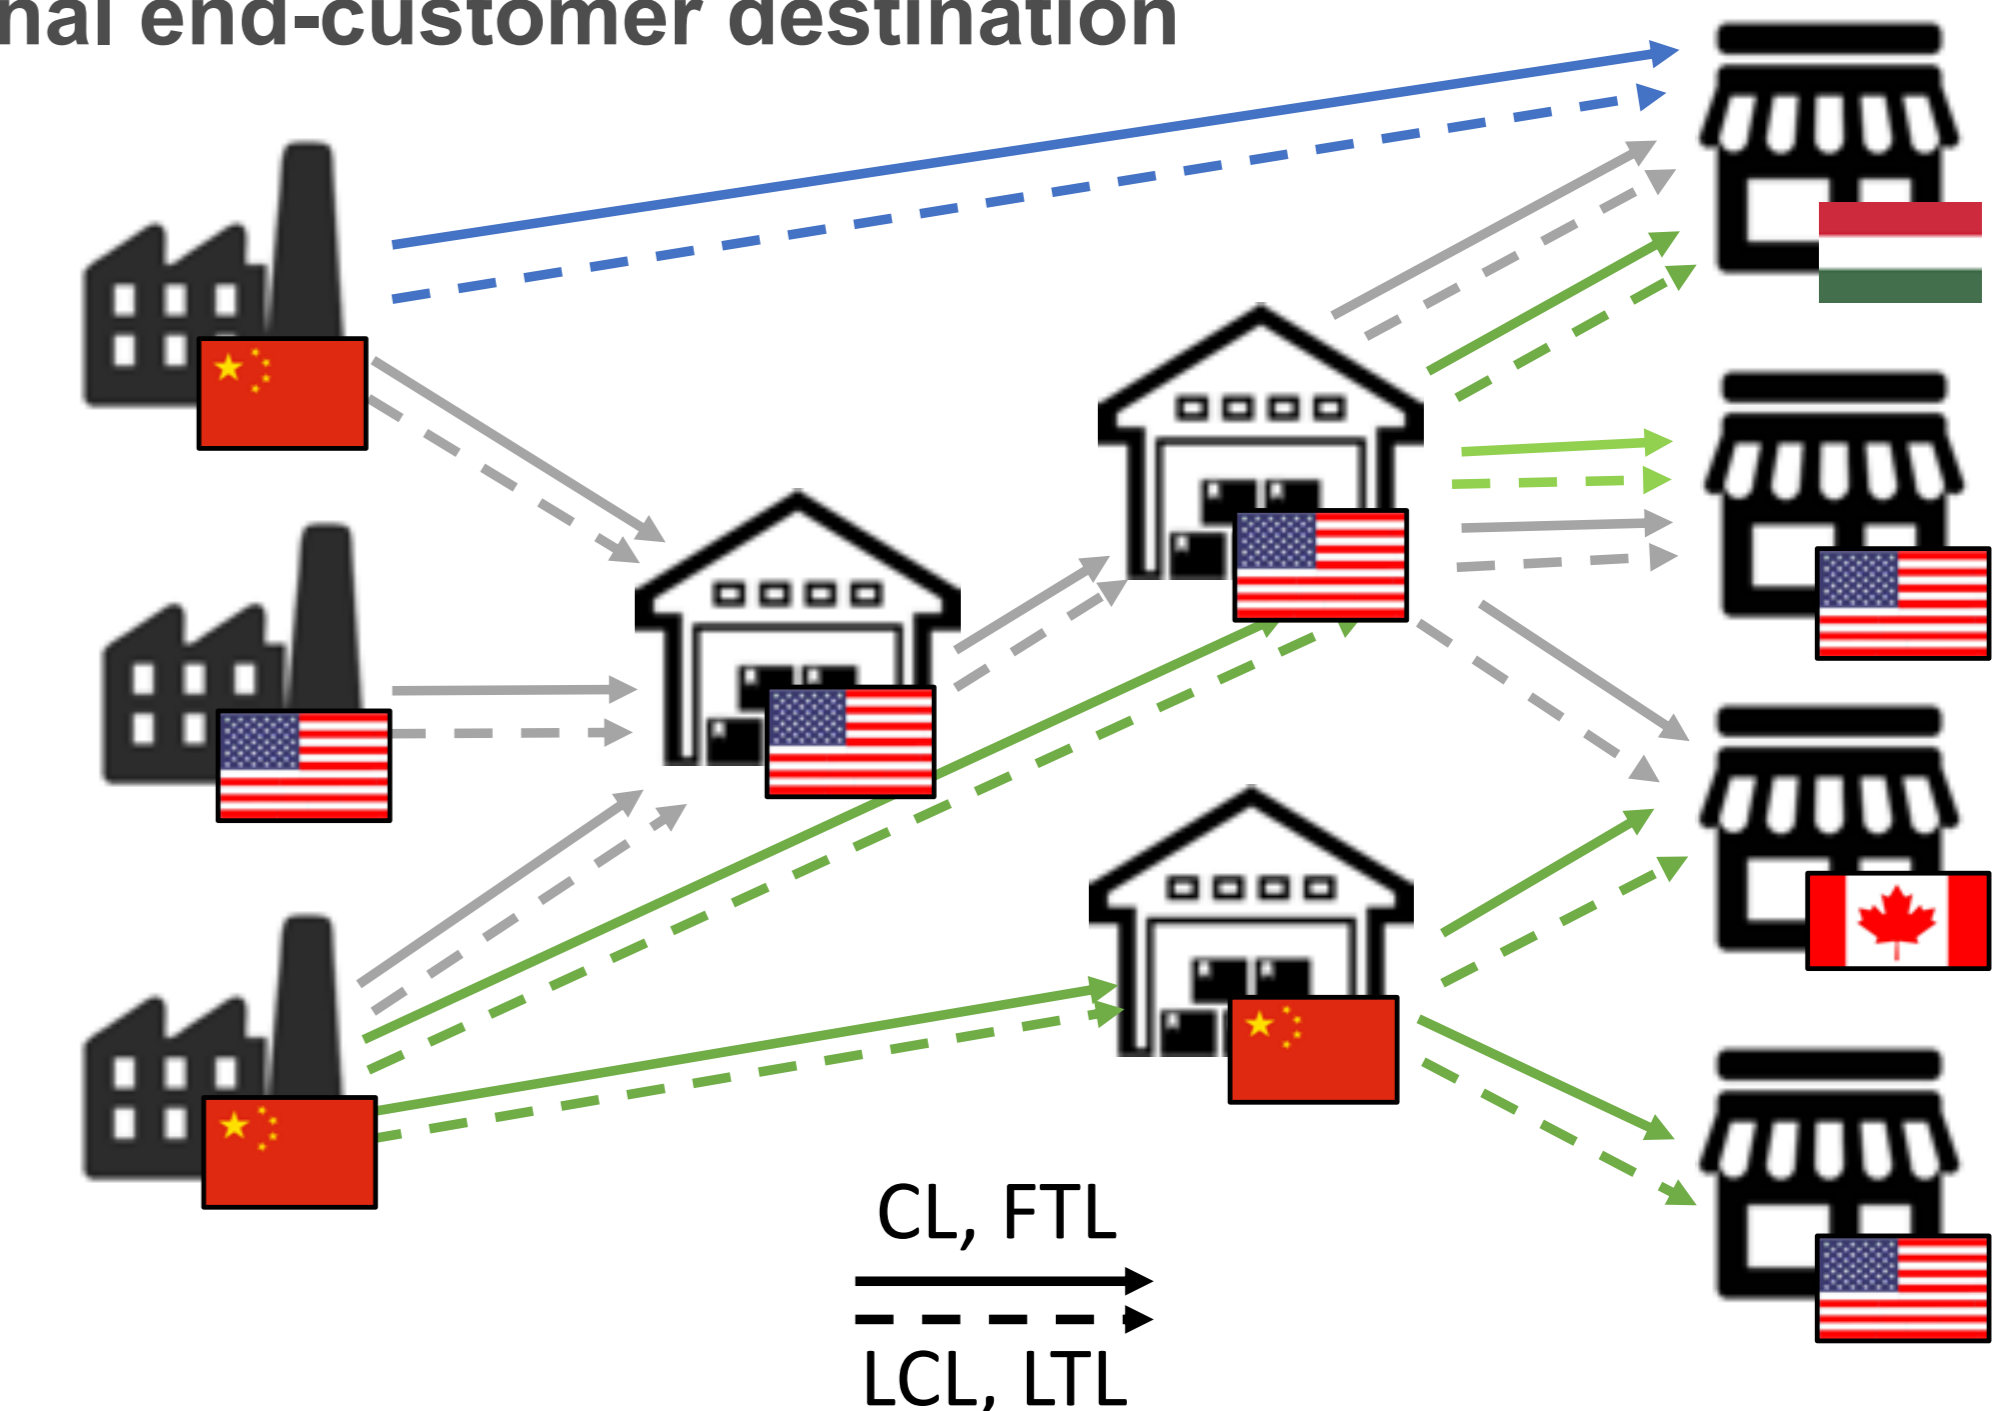 nal end-customer destination
CL, FTL
LCL, LTL